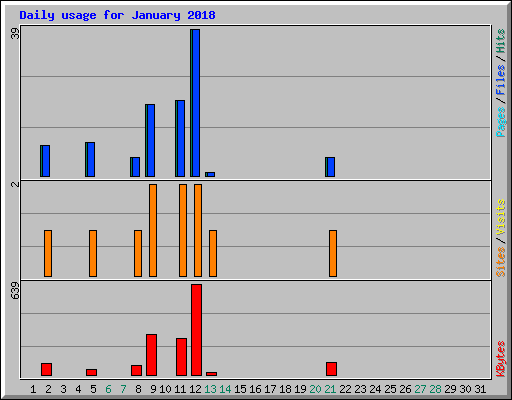 Daily usage for January 2018
39
2
639
Pages/Files/Hits
Sites/Visits
KBytes
1 2 3 4 5 6 7 8 9 10 11 12 13 14 15 16 17 18 19 20 21 22 23 24 25 26 27 28 29 30 31